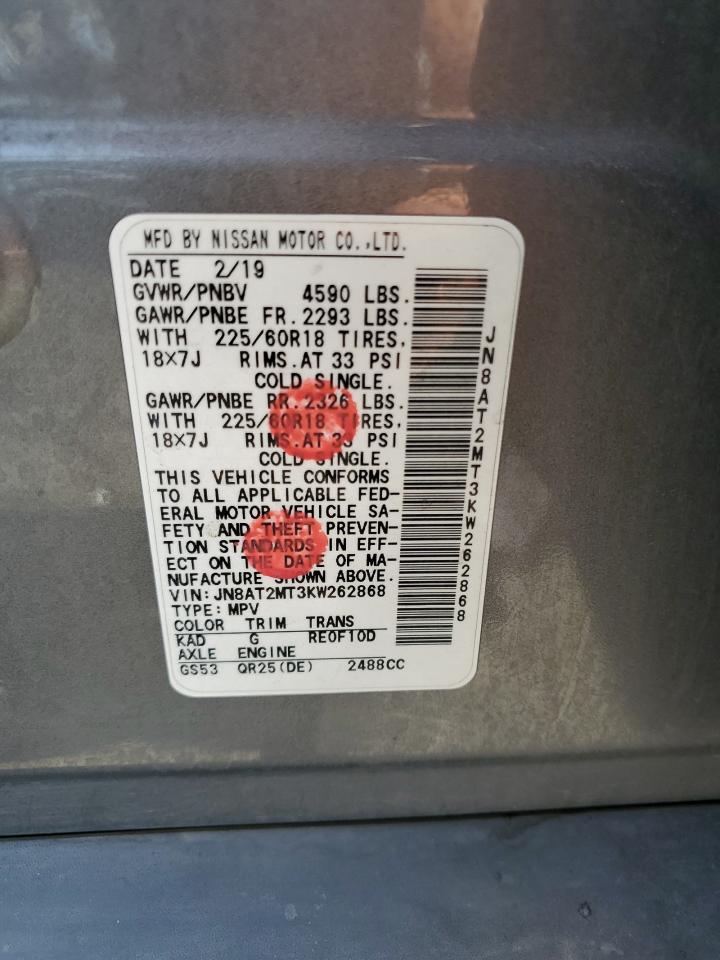 MFD BY NISSAN MOTOR CO.,LTD.
DATE 2/19
GVWR/PNBV 4590 LBS.
GAWR/PNBE FR. 2293 LBS.
WITH 225/60R18 TIRES,
18X7J RIMS.AT 33 PSI
COLD SINGLE.
GAWR/PNBE RR. 2326 LBS.
WITH 225/60R18 TIRES,
18X7J RIMS.AT 33 PSI
COLD SINGLE.
THIS VEHICLE CONFORMS
TO ALL APPLICABLE FED-
ERAL MOTOR VEHICLE SA-
FETY AND THEFT PREVEN-
TION STANDARDS IN EFF-
ECT ON THE DATE OF MA-
NUFACTURE SHOWN ABOVE.
VIN: JN8AT2MT3KW262868
TYPE: MPV
COLOR TRIM TRANS
KAD G RE0F10D
AXLE ENGINE
GS53 QR25(DE) 2488CC
JN8AT2MT3KW262868